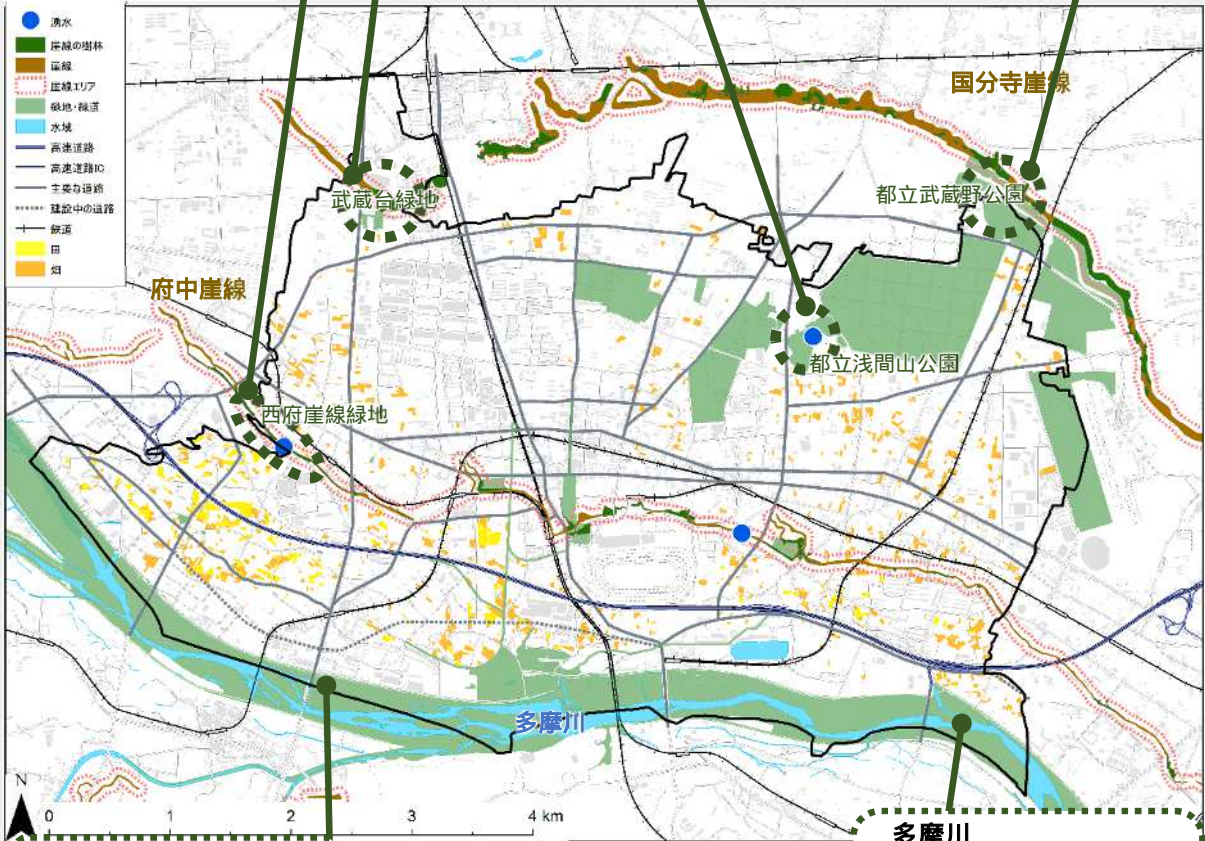 湧水
崖線の樹林
崖線
崖線エリア
緑地・緑道
水域
高速道路
高速道路IC
主要な道路
建設中の道路
鉄道
田
畑
国分寺崖線
武蔵台緑地
都立武蔵野公園
府中崖線
都立浅間山公園
西府崖線緑地
多摩川
N
0 1 2 3 4 km
多摩川